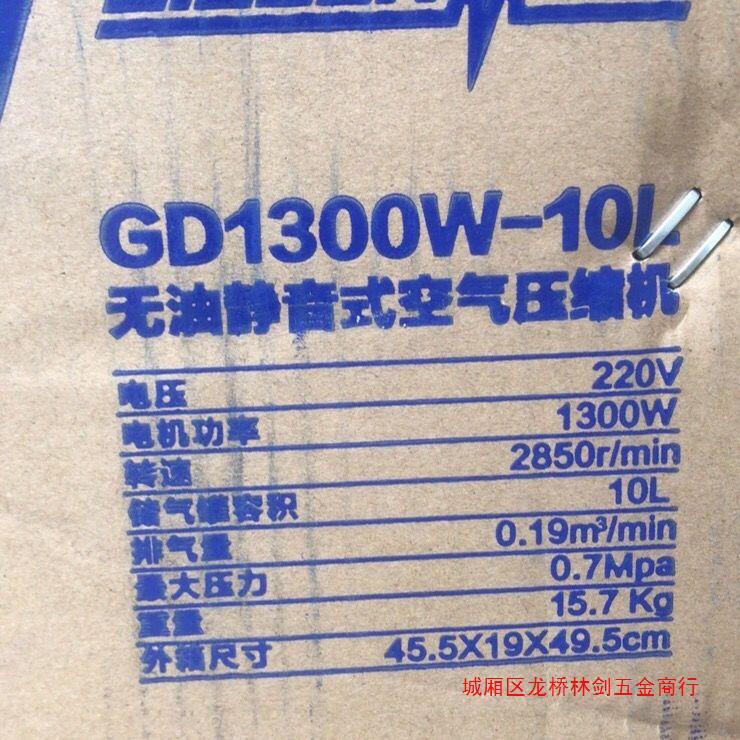 GD1300W-10L
无油静音式空气压缩机
电压 220V
电机功率 1300W
转速 2850r/min
储气罐容积 10L
排气量 0.19m³/min
最大压力 0.7Mpa
重量 15.7Kg
外箱尺寸 45.5X19X49.5cm
城厢区龙桥林剑五金商行